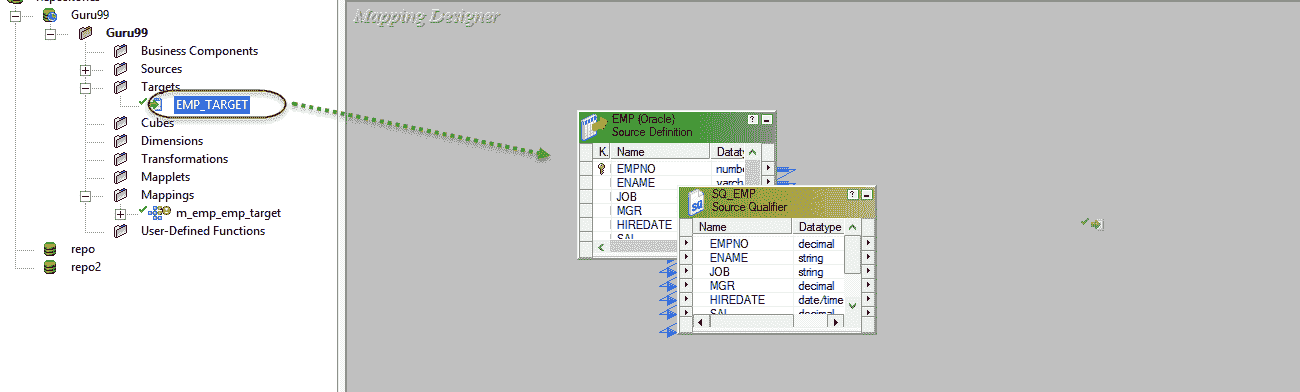 Guru99
Guru99
Business Components
Sources
Targets
EMP_TARGET
Cubes
Dimensions
Transformations
Mapplets
Mappings
m_emp_emp_target
User-Defined Functions
repo
repo2
Mapping Designer
EMP (Oracle)
Source Definition
K. Name Datatyp
EMPNO numbe
ENAME varch
JOB
MGR
HIREDATE
SAL
SQ_EMP
SQ
Source Qualifier
Name Datatype
EMPNO decimal
ENAME string
JOB string
MGR decimal
HIREDATE date/time
SAL decimal